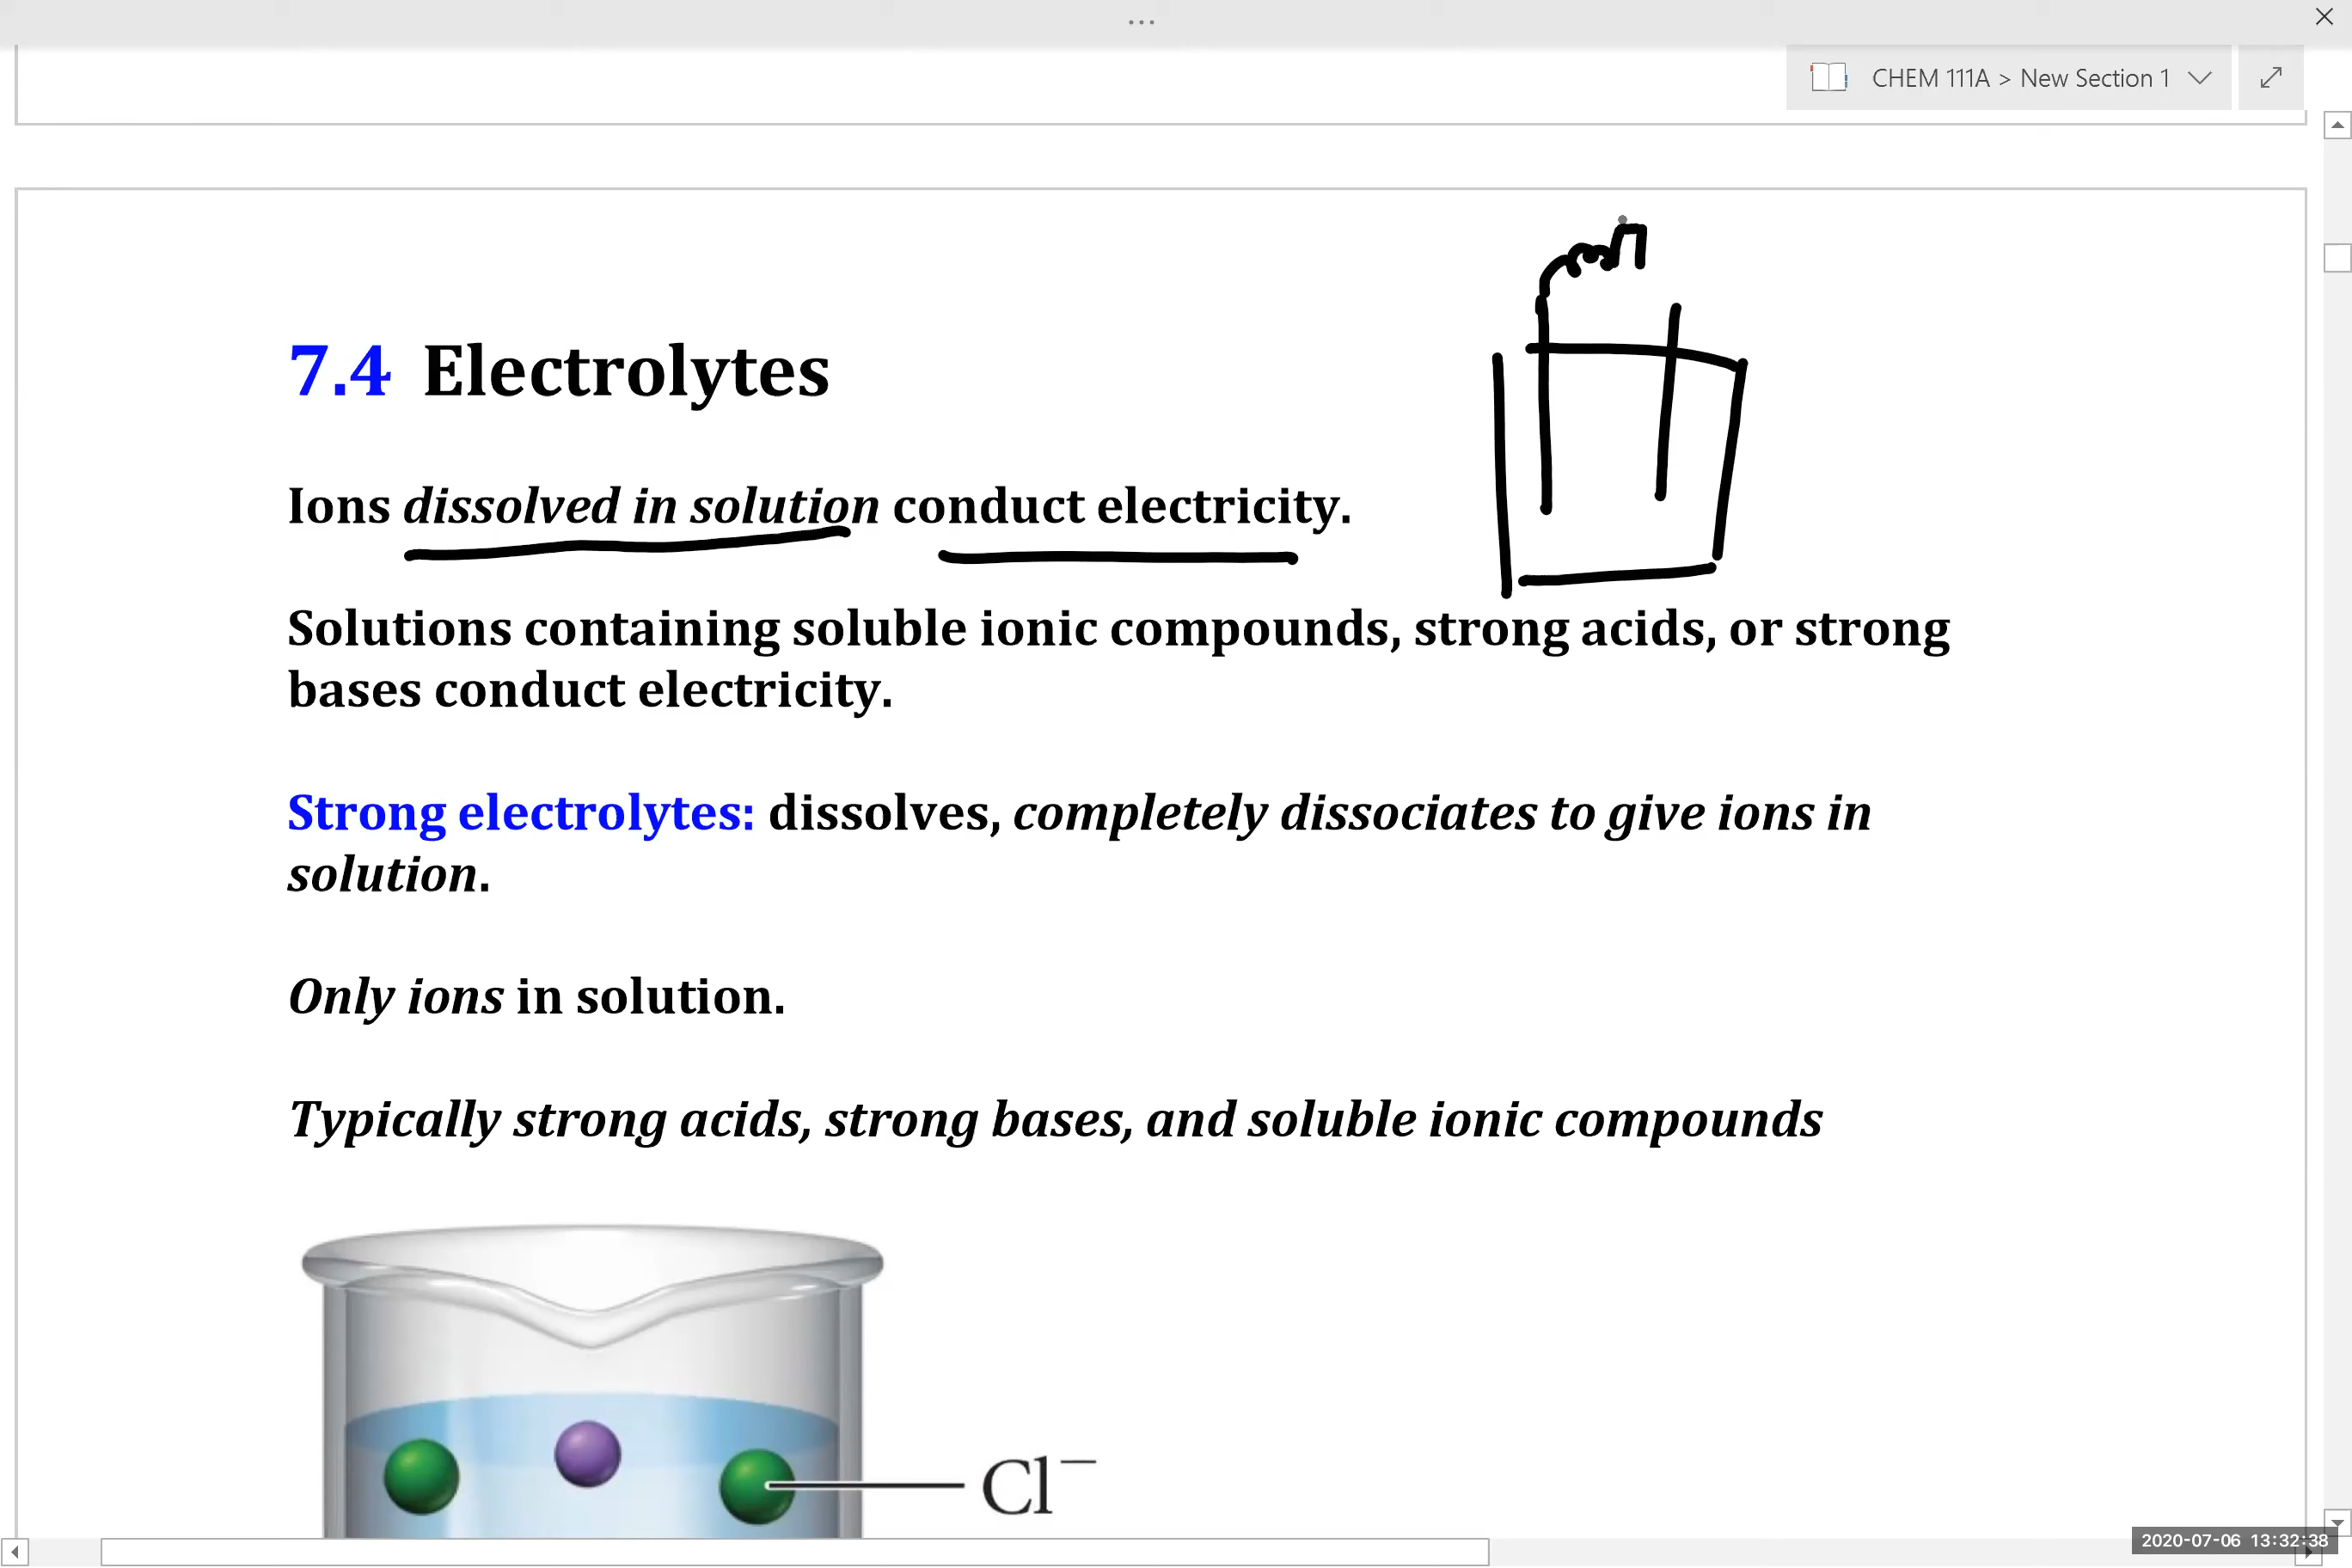 CHEM 111A > New Section 1
7.4 Electrolytes
Ions dissolved in solution conduct electricity.
Solutions containing soluble ionic compounds, strong acids, or strong
bases conduct electricity.
Strong electrolytes: dissolves, completely dissociates to give ions in
solution.
Only ions in solution.
Typically strong acids, strong bases, and soluble ionic compounds
Cl⁻
2020-07-06 13:32:38